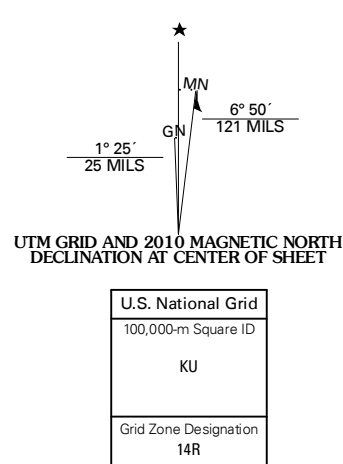 ★
MN
6° 50´
121 MILS
GN
1° 25´
25 MILS
UTM GRID AND 2010 MAGNETIC NORTH
DECLINATION AT CENTER OF SHEET
U.S. National Grid
100,000-m Square ID
KU
Grid Zone Designation
14R